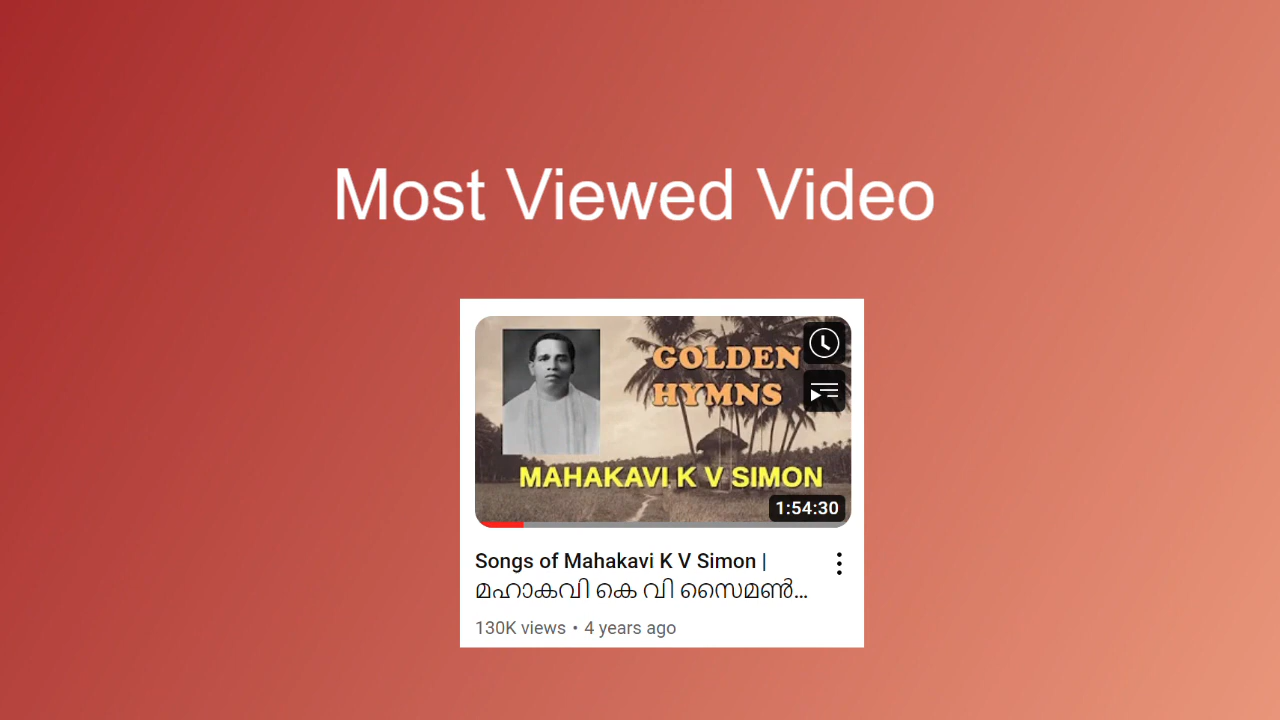 Most Viewed Video
GOLDEN
HYMNS
MAHAKAVI K V SIMON
1:54:30
Songs of Mahakavi K V Simon |
മഹാകവി കെ വി സൈമൺ...
130K views • 4 years ago